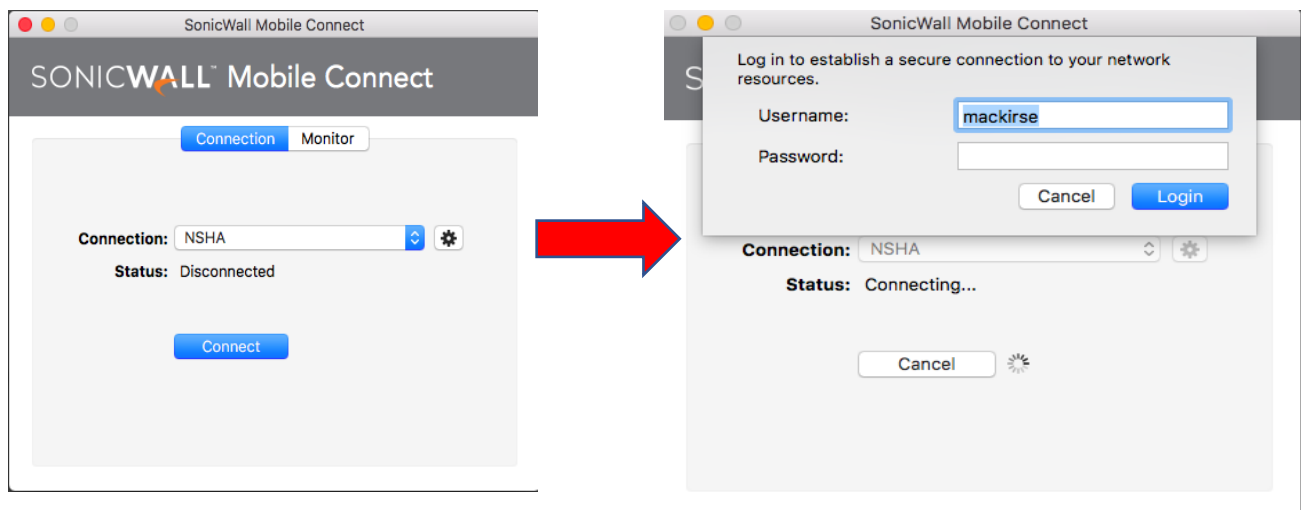 SonicWall Mobile Connect
SONICWALL™ Mobile Connect
Connection Monitor
Connection: NSHA
Status: Disconnected
Connect
SonicWall Mobile Connect
S
Log in to establish a secure connection to your network
resources.
Username: mackirse
Password:
Cancel Login
Connection: NSHA
Status: Connecting...
Cancel